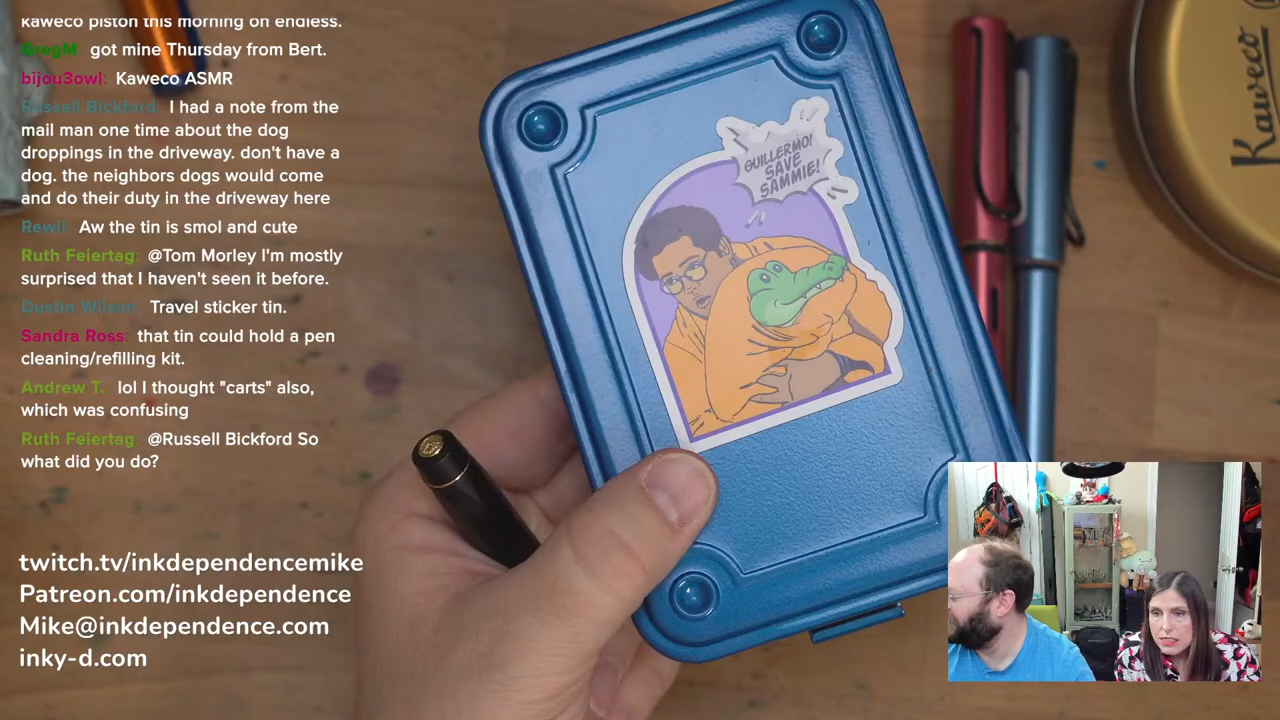 kaweco piston this morning on endless.
GregM: got mine Thursday from Bert.
bijou3owl: Kaweco ASMR
Russell Bickford: I had a note from the
mail man one time about the dog
droppings in the driveway. don't have a
dog. the neighbors dogs would come
and do their duty in the driveway here
Rewil: Aw the tin is smol and cute
Ruth Feiertag: @Tom Morley I'm mostly
surprised that I haven't seen it before.
Dustin Wilson: Travel sticker tin.
Sandra Ross: that tin could hold a pen
cleaning/refilling kit.
Andrew T.: lol I thought "carts" also,
which was confusing
Ruth Feiertag: @Russell Bickford So
what did you do?
twitch.tv/inkdependencemike
Patreon.com/inkdependence
Mike@inkdependence.com
inky-d.com
GUILLERMO!
SAVE
SAMMIE!
Kaweco